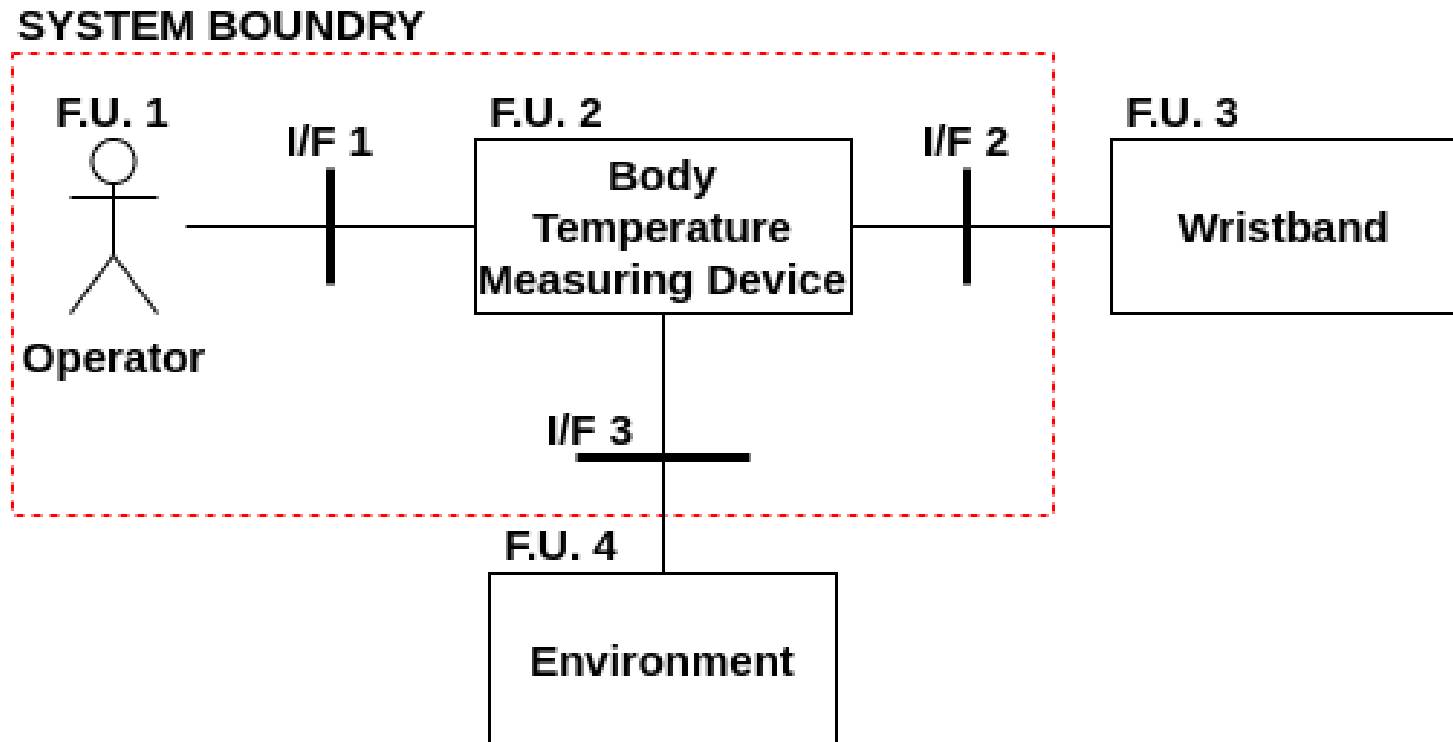 SYSTEM BOUNDRY
F.U. 1
F.U. 2
F.U. 3
I/F 1
I/F 2
Body
Temperature
Measuring Device
Wristband
Operator
I/F 3
F.U. 4
Environment